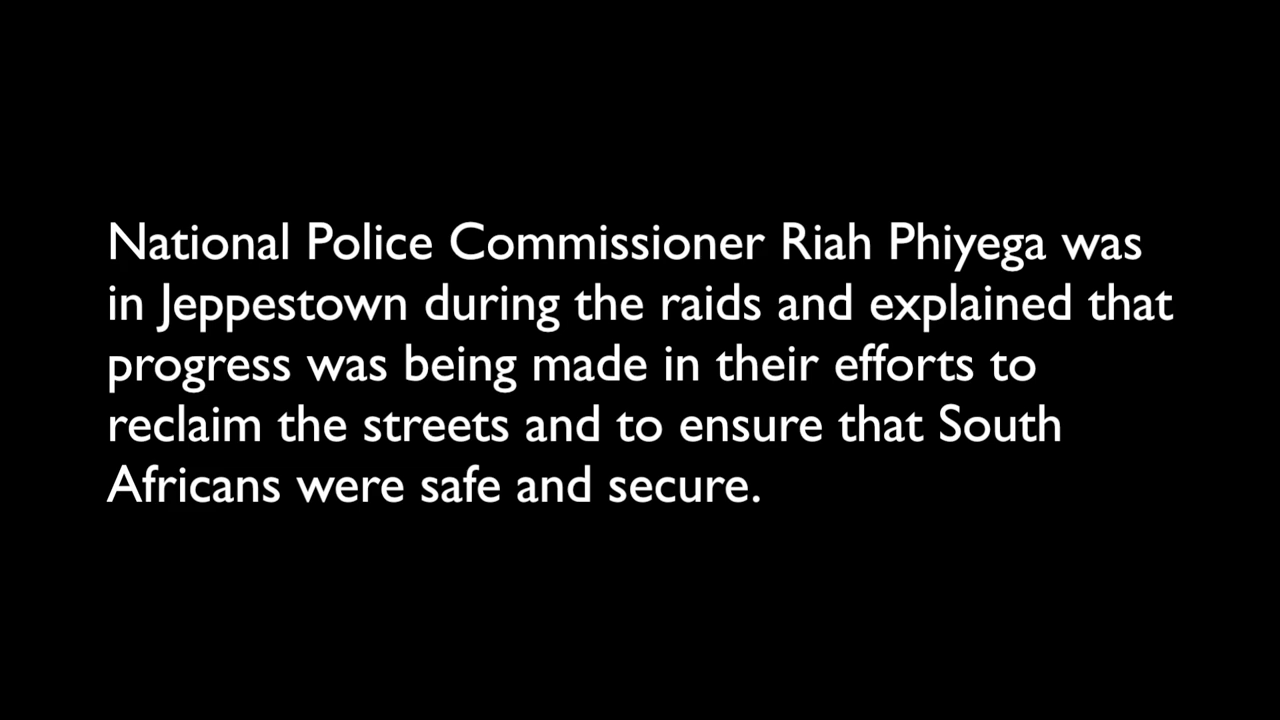 National Police Commissioner Riah Phiyega was
in Jeppestown during the raids and explained that
progress was being made in their efforts to
reclaim the streets and to ensure that South
Africans were safe and secure.